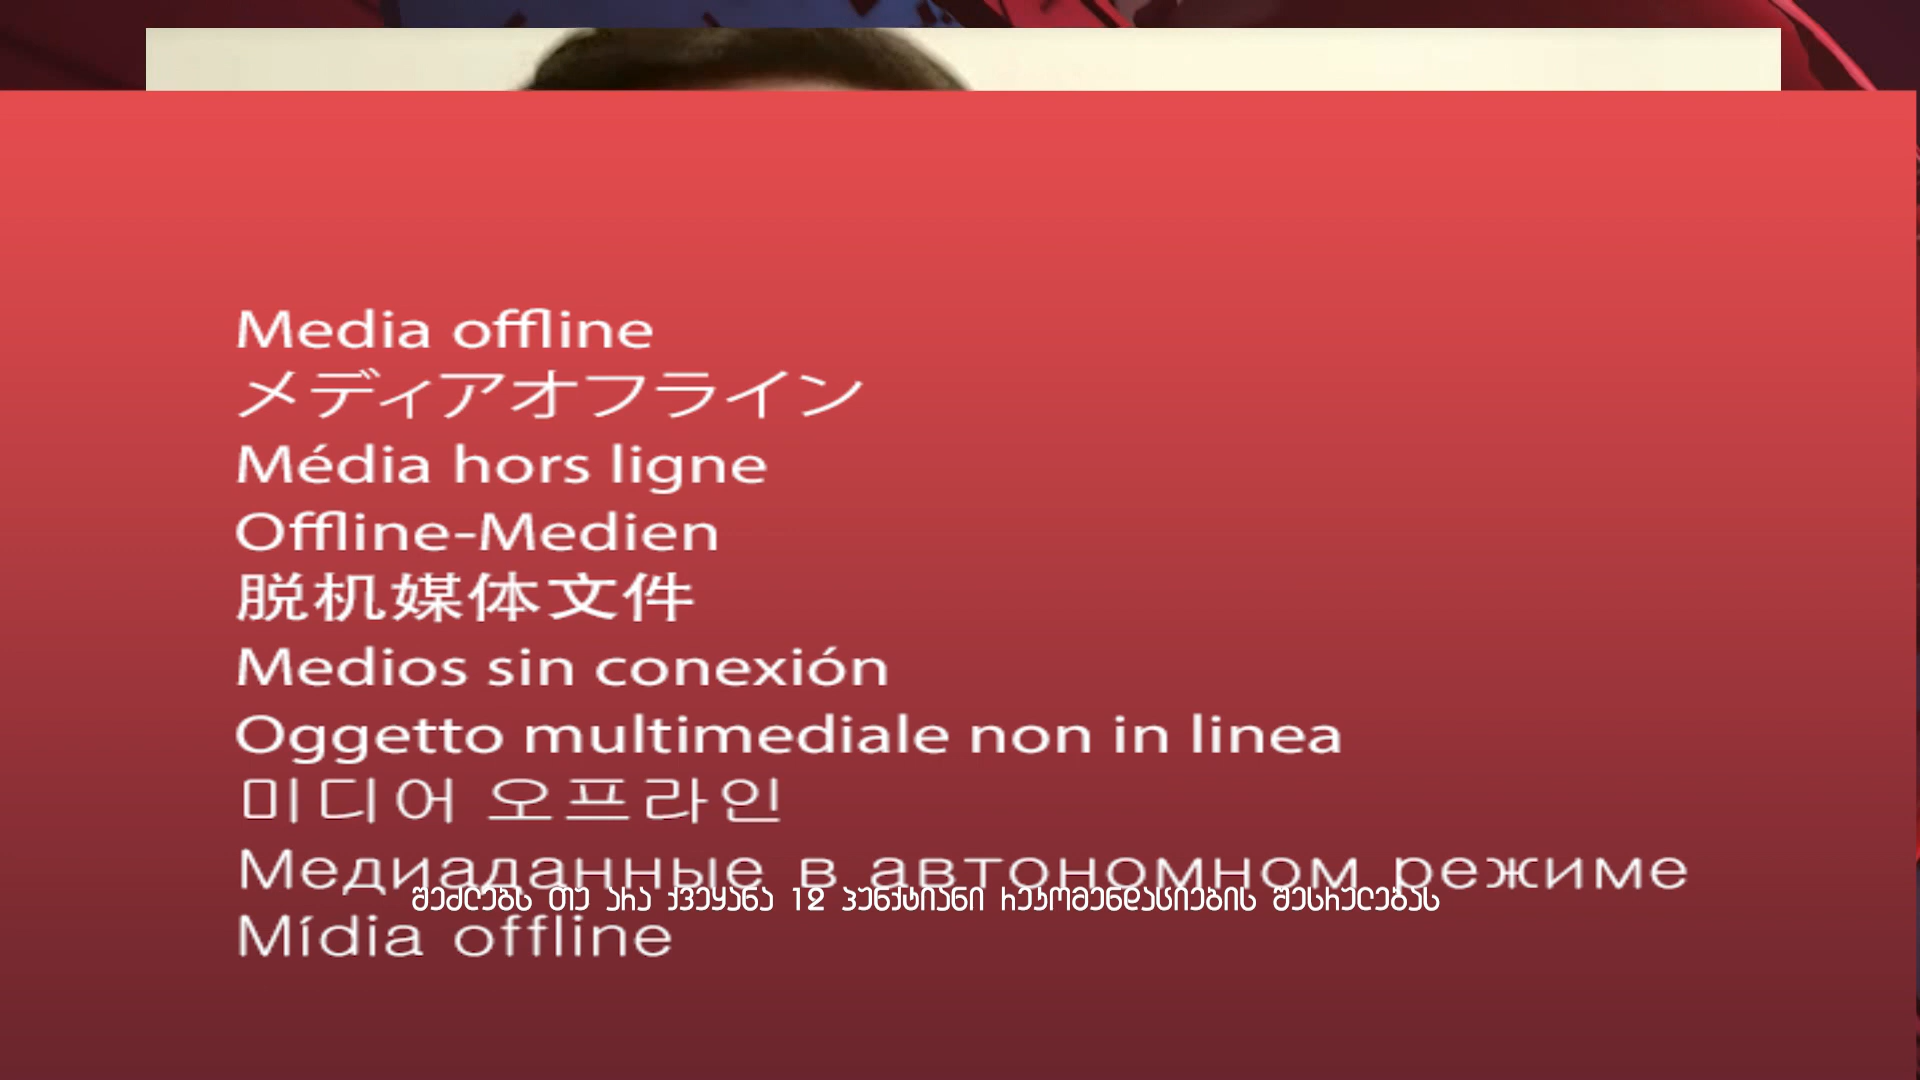 Media offline
メディアオフライン
Média hors ligne
Offline-Medien
脱机媒体文件
Medios sin conexión
Oggetto multimediale non in linea
미디어 오프라인
Медиаданные в автономном режиме
შეძლებს თუ არა ქვეყანა 12 პუნქტიანი რეკომენდაციების შესრულებას
Mídia offline